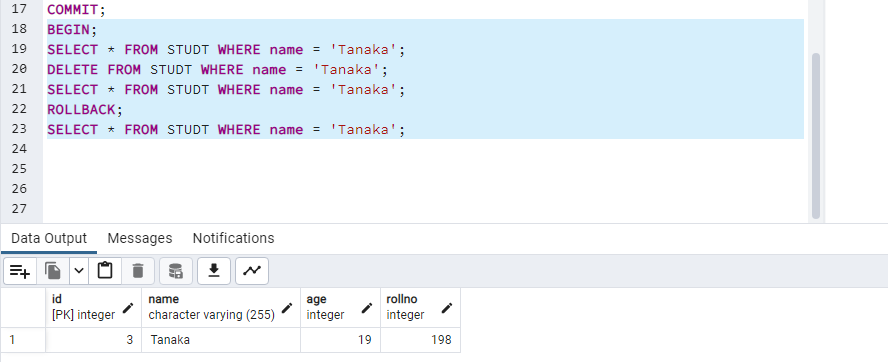 17 COMMIT;
18 BEGIN;
19 SELECT * FROM STUDT WHERE name = 'Tanaka';
20 DELETE FROM STUDT WHERE name = 'Tanaka';
21 SELECT * FROM STUDT WHERE name = 'Tanaka';
22 ROLLBACK;
23 SELECT * FROM STUDT WHERE name = 'Tanaka';
24
25
26
27
Data Output Messages Notifications
id name age rollno
[PK] integer character varying (255) integer integer
1 3 Tanaka 19 198